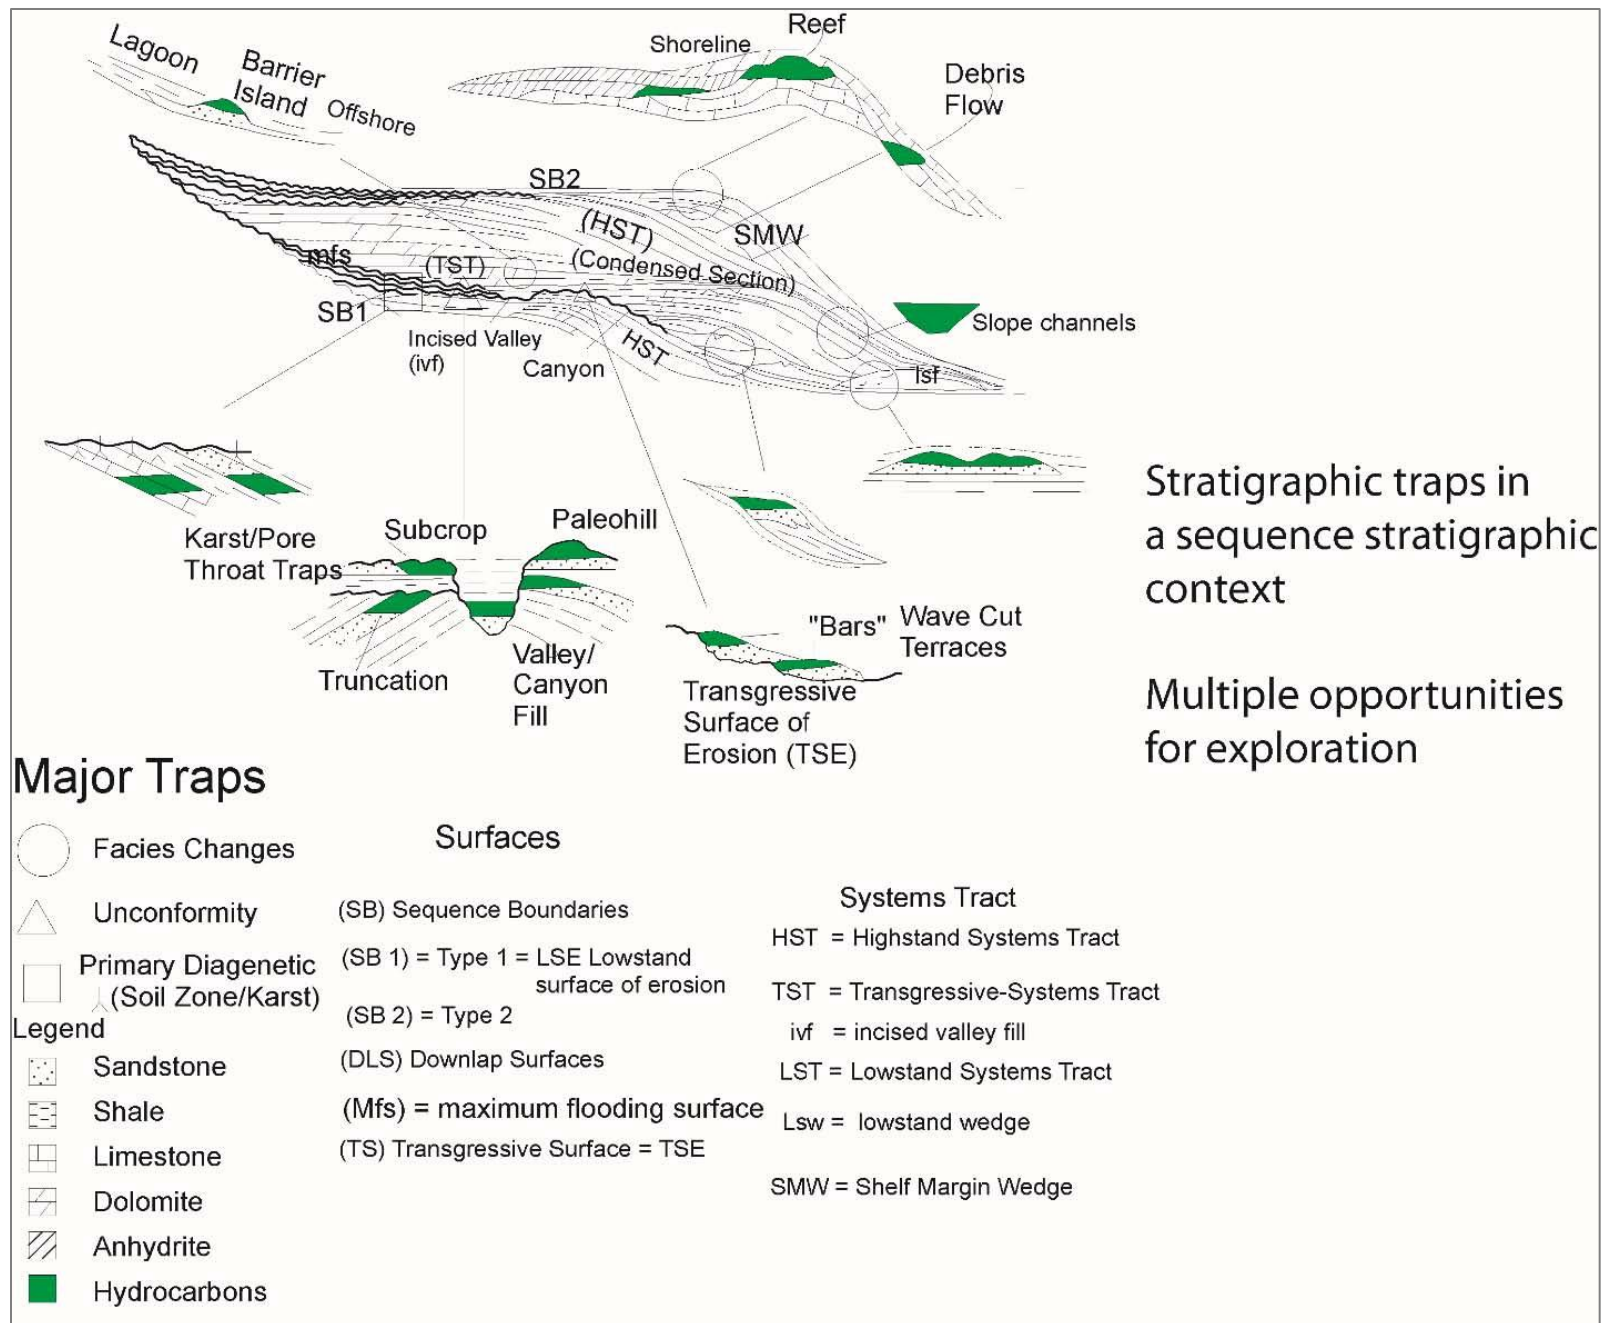 Lagoon
Barrier
Island
Offshore
Shoreline
Reef
Debris
Flow
SB2
(HST)
SMW
mfs
(TST)
(Condensed Section)
SB1
Incised Valley
(ivf)
Canyon
HST
Slope channels
lsf
Karst/Pore
Throat Traps
Subcrop
Paleohill
Truncation
Valley/
Canyon
Fill
"Bars"
Wave Cut
Terraces
Transgressive
Surface of
Erosion (TSE)
Stratigraphic traps in
a sequence stratigraphic
context
Multiple opportunities
for exploration
Major Traps
Facies Changes
Unconformity
Primary Diagenetic
(Soil Zone/Karst)
Legend
Sandstone
Shale
Limestone
Dolomite
Anhydrite
Hydrocarbons
Surfaces
(SB) Sequence Boundaries
(SB 1) = Type 1 = LSE Lowstand
surface of erosion
(SB 2) = Type 2
(DLS) Downlap Surfaces
(Mfs) = maximum flooding surface
(TS) Transgressive Surface = TSE
Systems Tract
HST = Highstand Systems Tract
TST = Transgressive-Systems Tract
ivf = incised valley fill
LST = Lowstand Systems Tract
Lsw = lowstand wedge
SMW = Shelf Margin Wedge